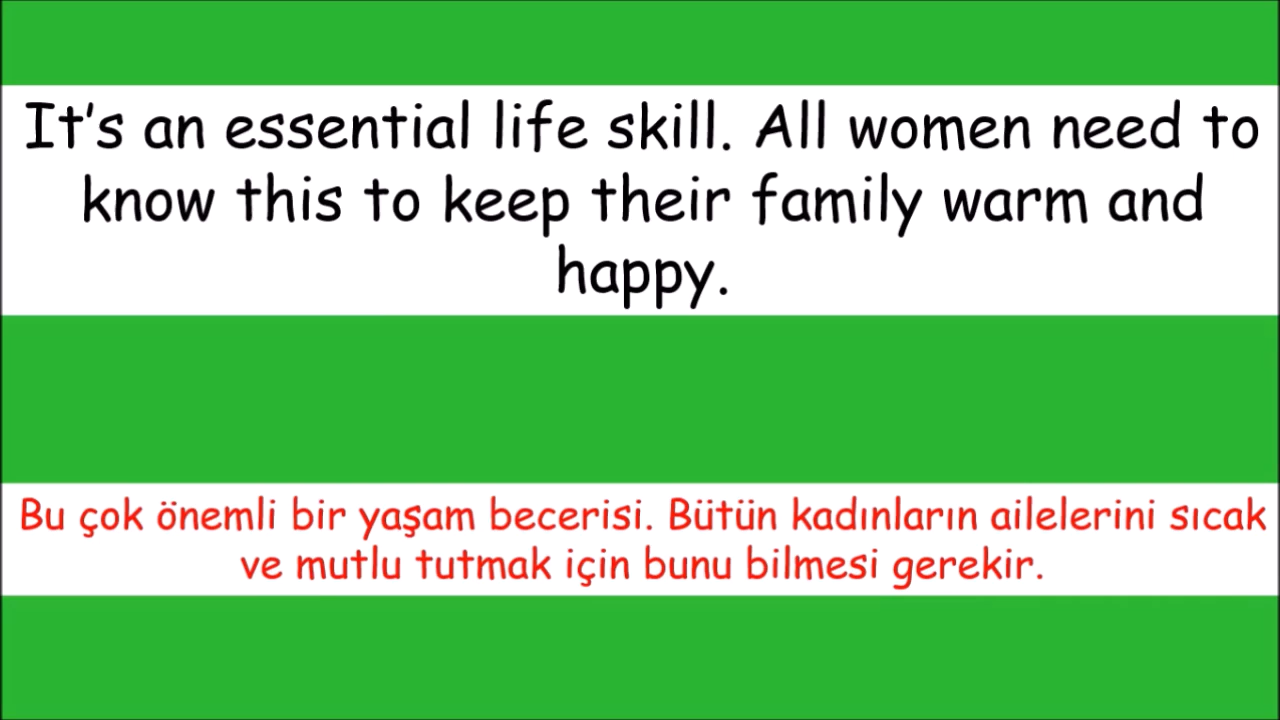 It's an essential life skill. All women need to
know this to keep their family warm and
happy.
Bu çok önemli bir yaşam becerisi. Bütün kadınların ailelerini sıcak
ve mutlu tutmak için bunu bilmesi gerekir.